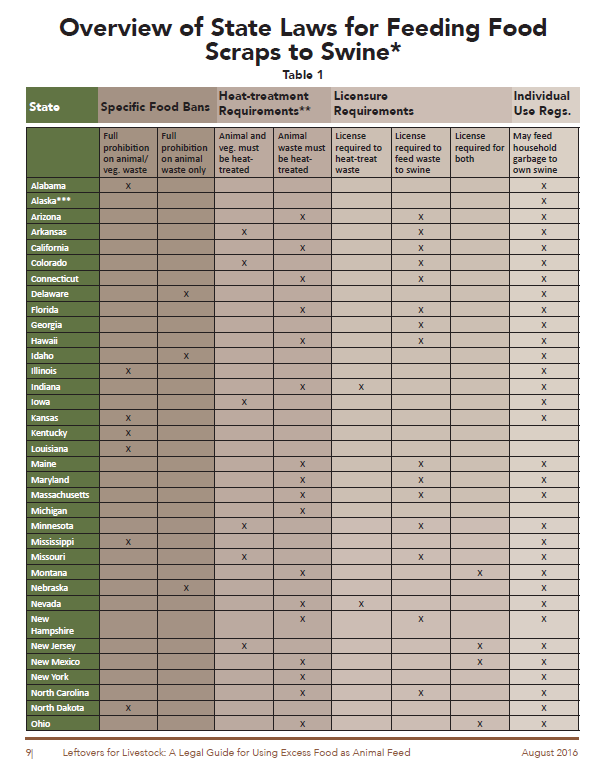 Overview of State Laws for Feeding Food
Scraps to Swine*
Table 1
State Specific Food Bans Heat-treatment Requirements** Licensure Requirements Individual Use Regs.
Full prohibition on animal/ veg. waste Full prohibition on animal waste only Animal and veg. must be heat-treated Animal waste must be heat-treated License required to heat-treat waste License required to feed waste to swine License required for both May feed household garbage to own swine
Alabama X X
Alaska*** X
Arizona X X X
Arkansas X X X
California X X X
Colorado X X X
Connecticut X X X
Delaware X X
Florida X X X
Georgia X X
Hawaii X X X
Idaho X X
Illinois X X
Indiana X X X
Iowa X X
Kansas X X
Kentucky X
Louisiana X
Maine X X X
Maryland X X X
Massachusetts X X X
Michigan X
Minnesota X X X
Mississippi X X
Missouri X X X
Montana X X X
Nebraska X X
Nevada X X X
New Hampshire X X X
New Jersey X X X
New Mexico X X X
New York X X
North Carolina X X X
North Dakota X X
Ohio X X X
9| Leftovers for Livestock: A Legal Guide for Using Excess Food as Animal Feed August 2016